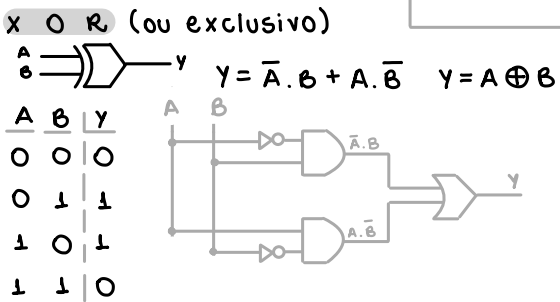 XOR (ou exclusivo)
A
B
Y
Y = A̅ . B + A . B̅
Y = A ⊕ B
A B Y
0 0 0
0 1 1
1 0 1
1 1 0
A B
A̅.B
A.B̅
Y